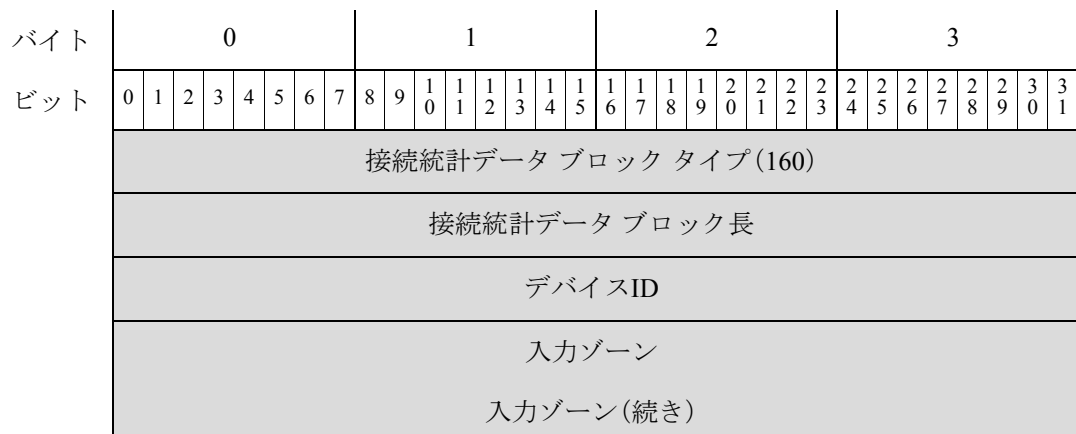 バイト 0 1 2 3
ビット 0 1 2 3 4 5 6 7 8 9 10 11 12 13 14 15 16 17 18 19 20 21 22 23 24 25 26 27 28 29 30 31
接続統計データ ブロック タイプ(160)
接続統計データ ブロック長
デバイスID
入力ゾーン
入力ゾーン(続き)